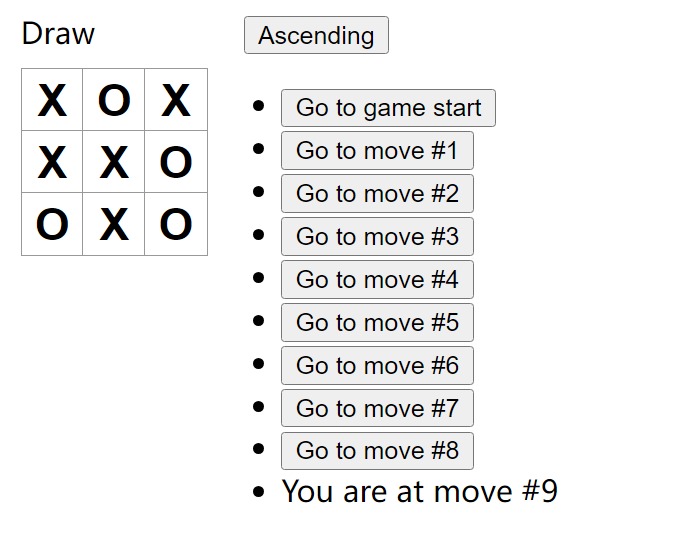 Draw
X O X
X X O
O X O
Ascending
Go to game start
Go to move #1
Go to move #2
Go to move #3
Go to move #4
Go to move #5
Go to move #6
Go to move #7
Go to move #8
You are at move #9